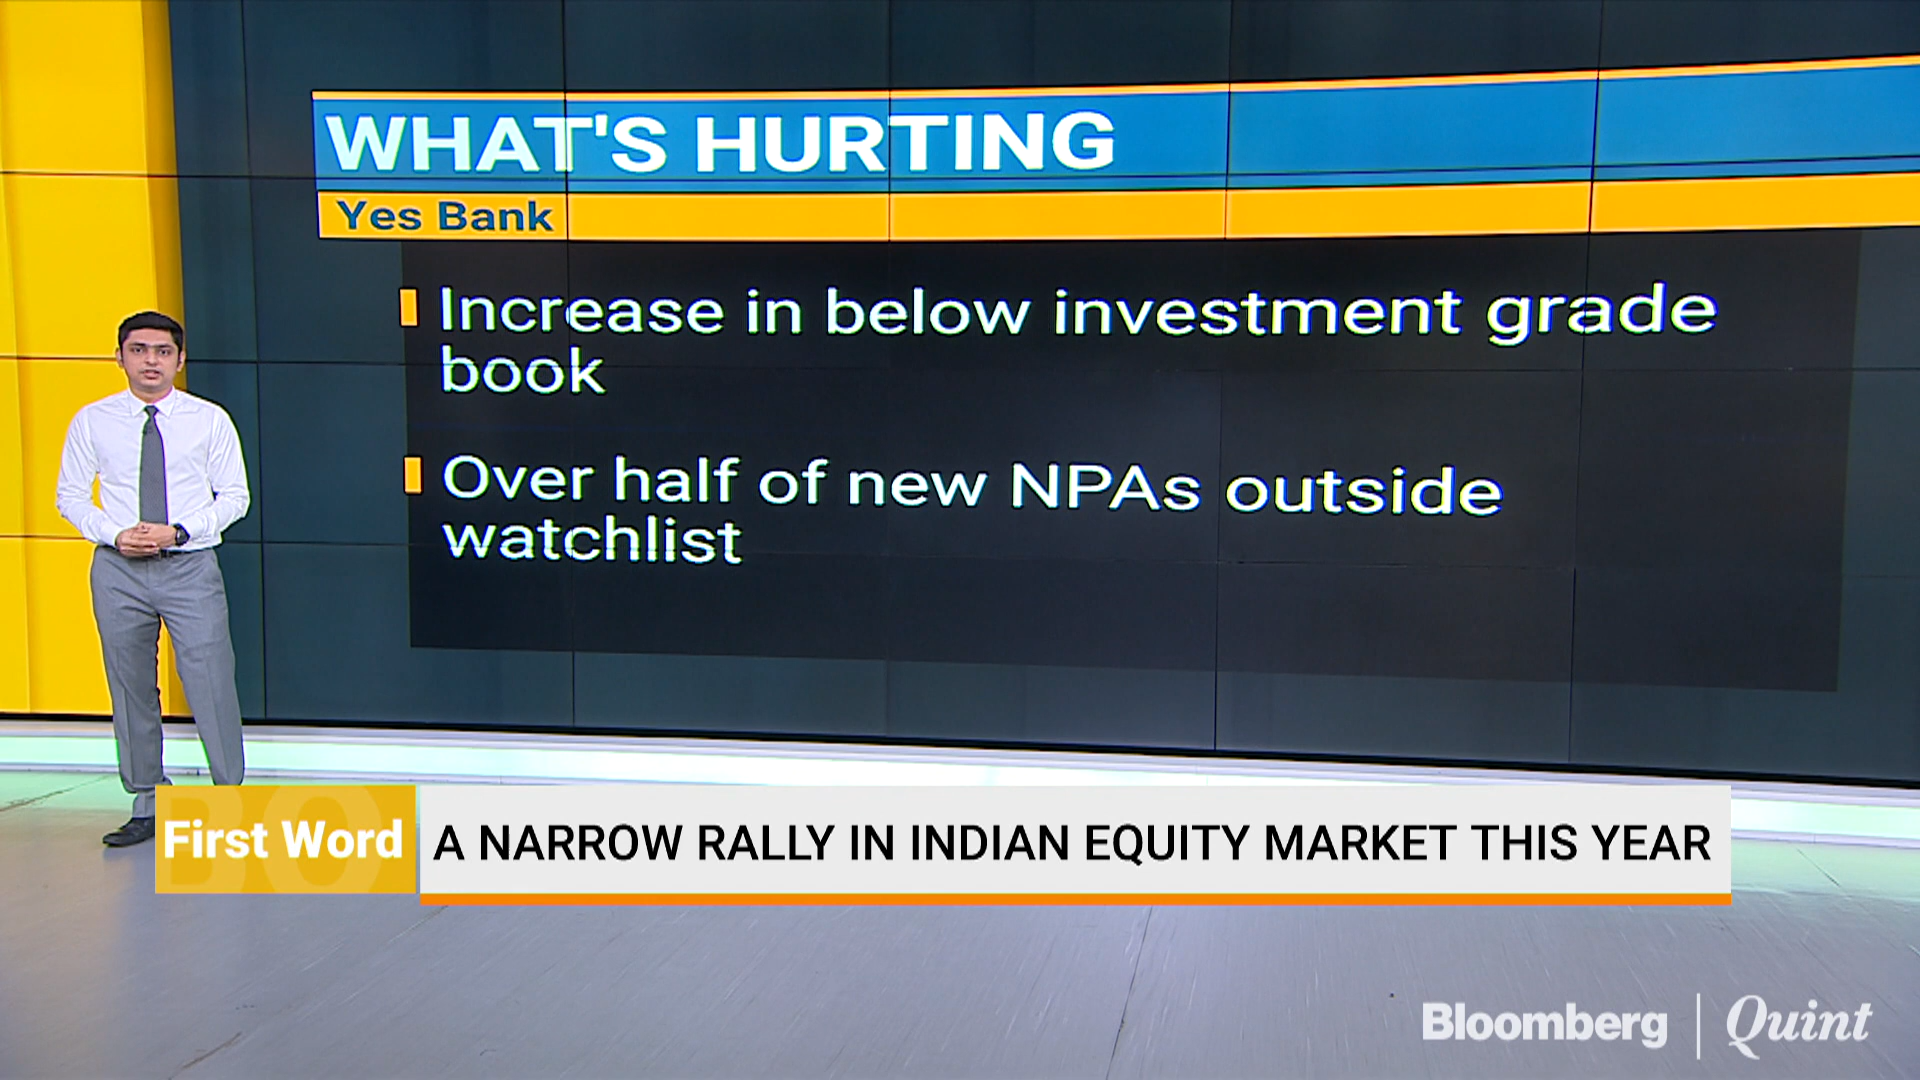 WHAT'S HURTING
Yes Bank
Increase in below investment grade
book
Over half of new NPAs outside
watchlist
First Word
A NARROW RALLY IN INDIAN EQUITY MARKET THIS YEAR
Bloomberg | Quint